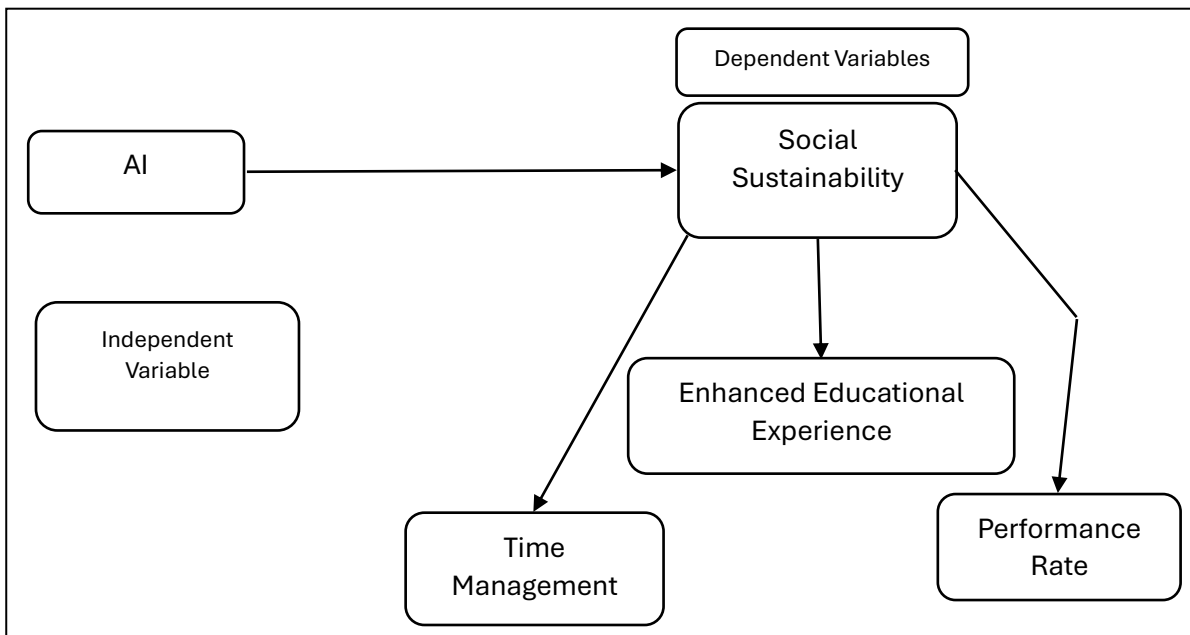 Dependent Variables
Social
Sustainability
AI
Independent
Variable
Enhanced Educational
Experience
Time
Management
Performance
Rate